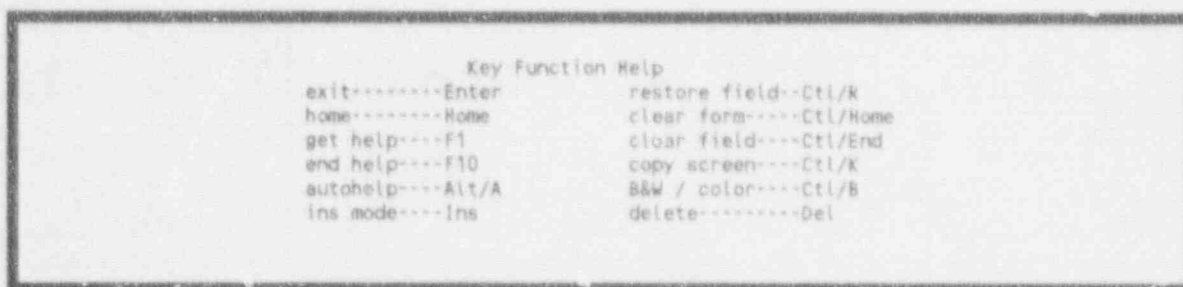 Key Function Help
exit--------Enter restore field--Ctl/R
home--------Home clear form-----Ctl/Home
get help----F1 clear field----Ctl/End
end help----F10 copy screen----Ctl/K
autohelp----Alt/A B&W / color----Ctl/B
ins mode----Ins delete---------Del